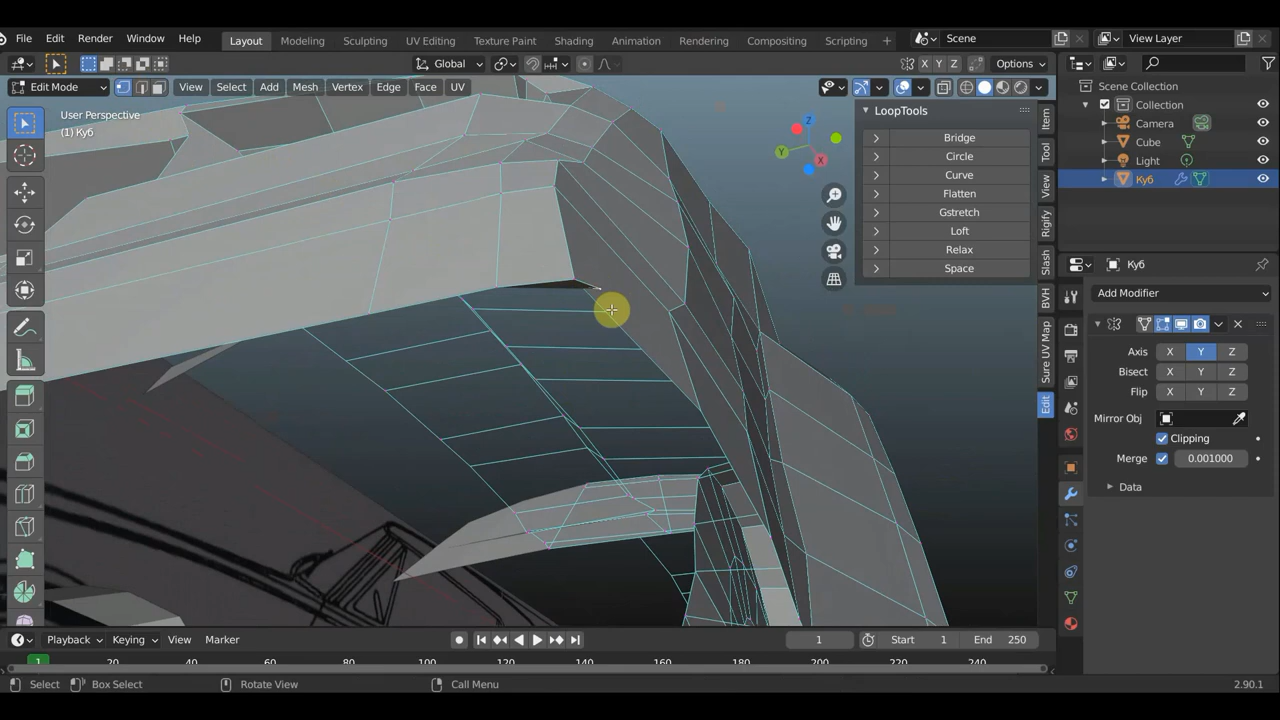 File Edit Render Window Help Layout Modeling Sculpting UV Editing Texture Paint Shading Animation Rendering Compositing Scripting + Scene View Layer
Global Options
Edit Mode View Select Add Mesh Vertex Edge Face UV X Y Z
User Perspective
(1) Куб
Z
Y
X
LoopTools
Bridge
Circle
Curve
Flatten
Gstretch
Loft
Relax
Space
Item
Tool
View
Rigify
Slash
BVH
Sure UV Map
Edit
Scene Collection
Collection
Camera
Cube
Light
Куб
Куб
Add Modifier
Axis X Y Z
Bisect X Y Z
Flip X Y Z
Mirror Obj
Clipping
Merge 0.001000
Data
Playback Keying View Marker 1 Start 1 End 250
1 20 40 60 80 100 120 140 160 180 200 220 240
Select Box Select Rotate View Call Menu 2.90.1